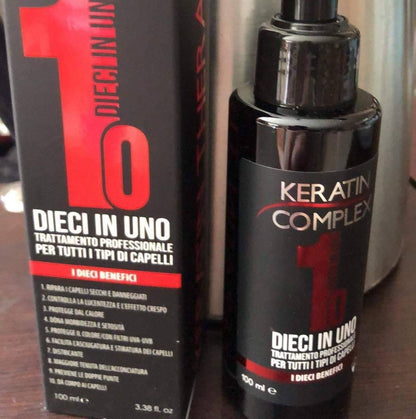 10
DIECI IN UN
DIECI IN UNO
TRATTAMENTO PROFESSIONALE
PER TUTTI I TIPI DI CAPELLI
I DIECI BENEFICI
1. RIPARA I CAPELLI SECCHI E DANNEGGIATI
2. CONTROLLA LA LUCENTEZZA E L'EFFETTO CRESPO
3. PROTEGGE DAL CALORE
4. DONA MORBIDEZZA E SETOSITÀ
5. PROTEGGE IL COLORE/CON FILTRI UVA-UVB
6. FACILITA L'ASCIUGATURA E STIRATURA DEI CAPELLI
7. DISTRICANTE
8. MAGGIORE TENUTA DELL'ACCONCIATURA
9. PREVIENE LE DOPPIE PUNTE
10. DA CORPO AI CAPELLI
100 ml e
3.38 fl. oz
KERATIN
COMPLEX
10
DIECI IN UNO
TRATTAMENTO PROFESSIONALE
PER TUTTI I TIPI DI CAPELLI
I DIECI BENEFICI
100 ml e